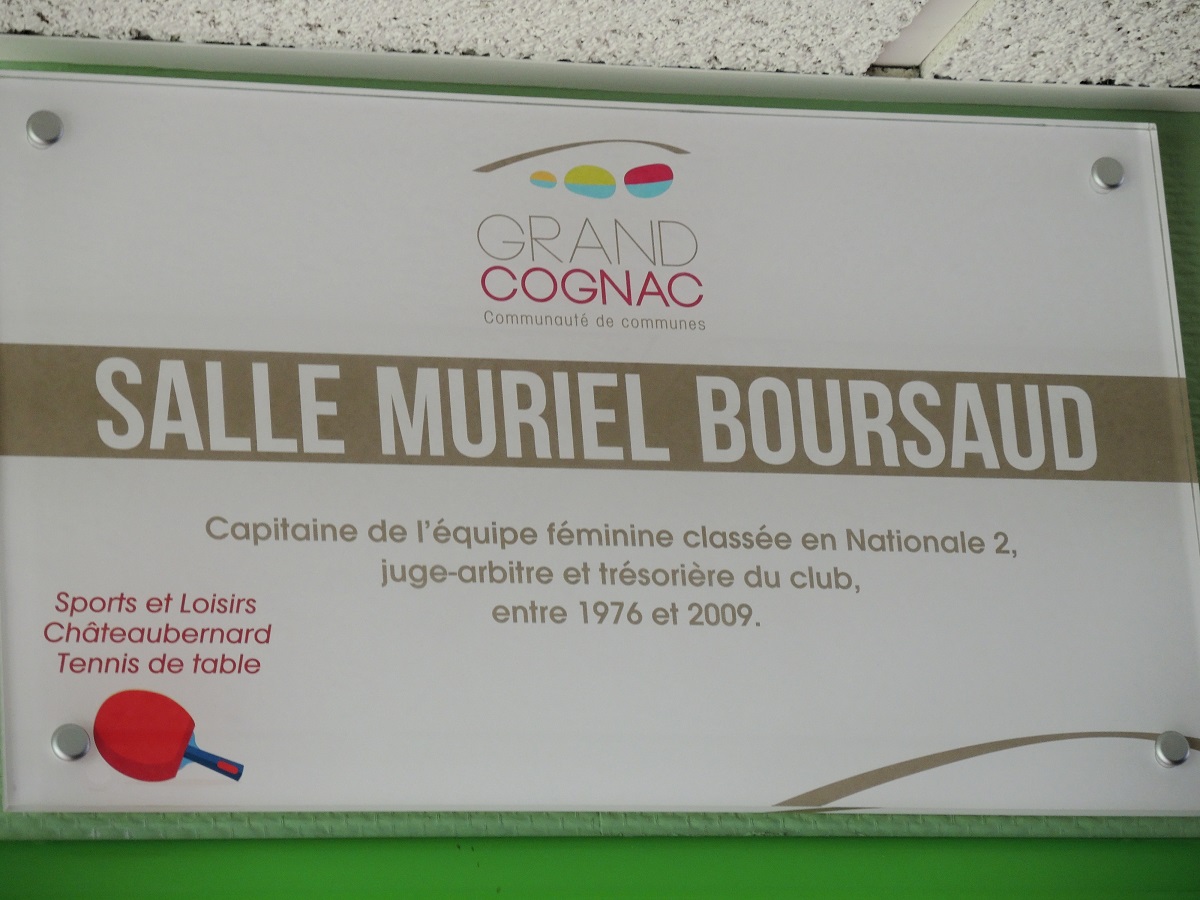 GRAND
COGNAC
Communauté de communes
SALLE MURIEL BOURSAUD
Capitaine de l'équipe féminine classée en Nationale 2,
juge-arbitre et trésorière du club,
entre 1976 et 2009.
Sports et Loisirs
Châteaubernard
Tennis de table